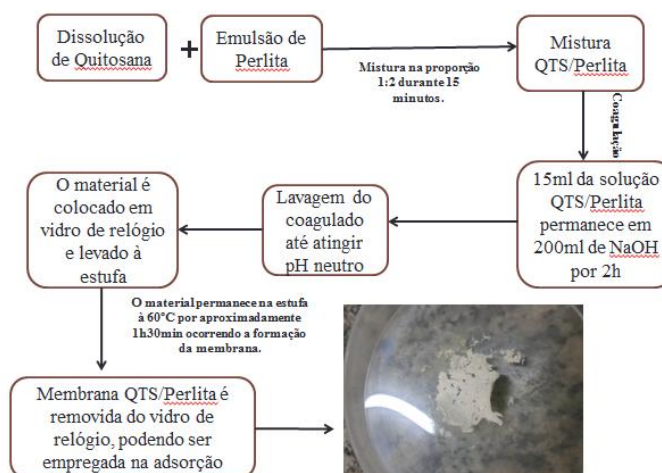 Dissolução
de Quitosana
+
Emulsão de
Perlita
Mistura na proporção
1:2 durante 15
minutos.
Mistura
QTS/Perlita
Coagulação
15ml da solução
QTS/Perlita
permanece em
200ml de NaOH
por 2h
Lavagem do
coagulado
até atingir
pH neutro
O material é
colocado em
vidro de relógio
e levado à
estufa
O material permanece na estufa
à 60°C por aproximadamente
1h30min ocorrendo a formação
da membrana.
Membrana QTS/Perlita é
removida do vidro de
relógio, podendo ser
empregada na adsorção